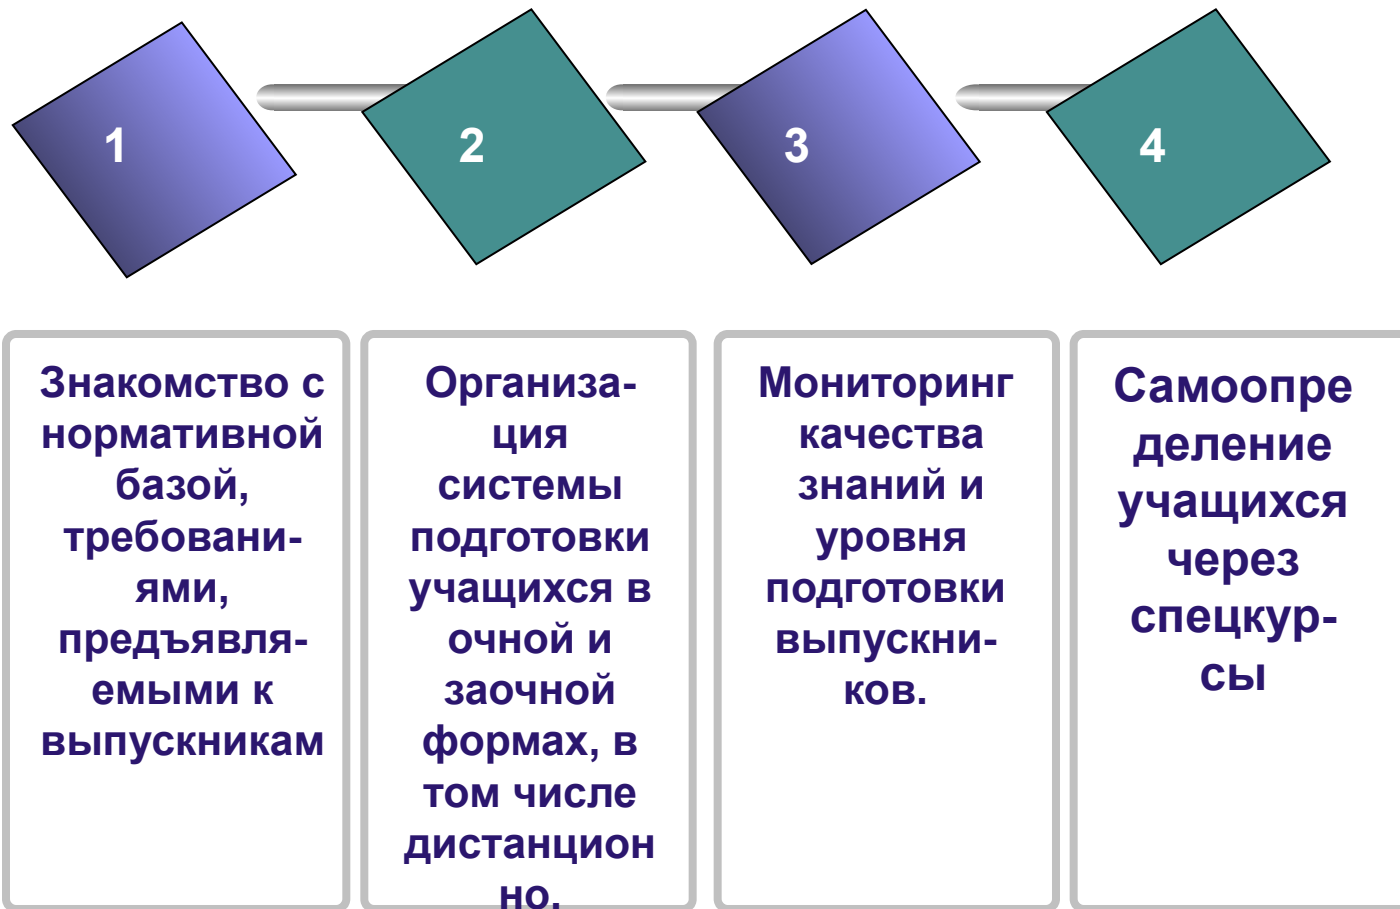 1
2
3
4
Знакомство с
нормативной
базой,
требовани-
ями,
предъявля-
емыми к
выпускникам
Организа-
ция
системы
подготовки
учащихся в
очной и
заочной
формах, в
том числе
дистанцион
но.
Мониторинг
качества
знаний и
уровня
подготовки
выпускни-
ков.
Самоопре
деление
учащихся
через
спецкур-
сы